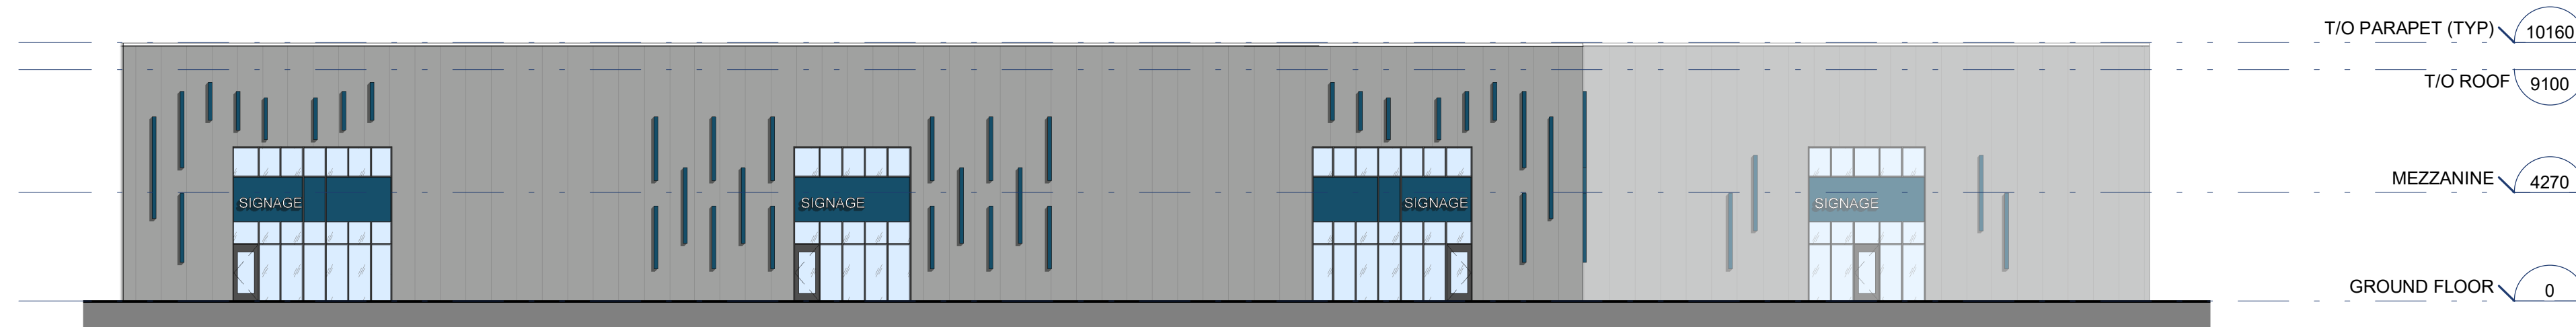 T/O PARAPET (TYP) 10160
T/O ROOF 9100
MEZZANINE 4270
SIGNAGE SIGNAGE SIGNAGE SIGNAGE
GROUND FLOOR 0